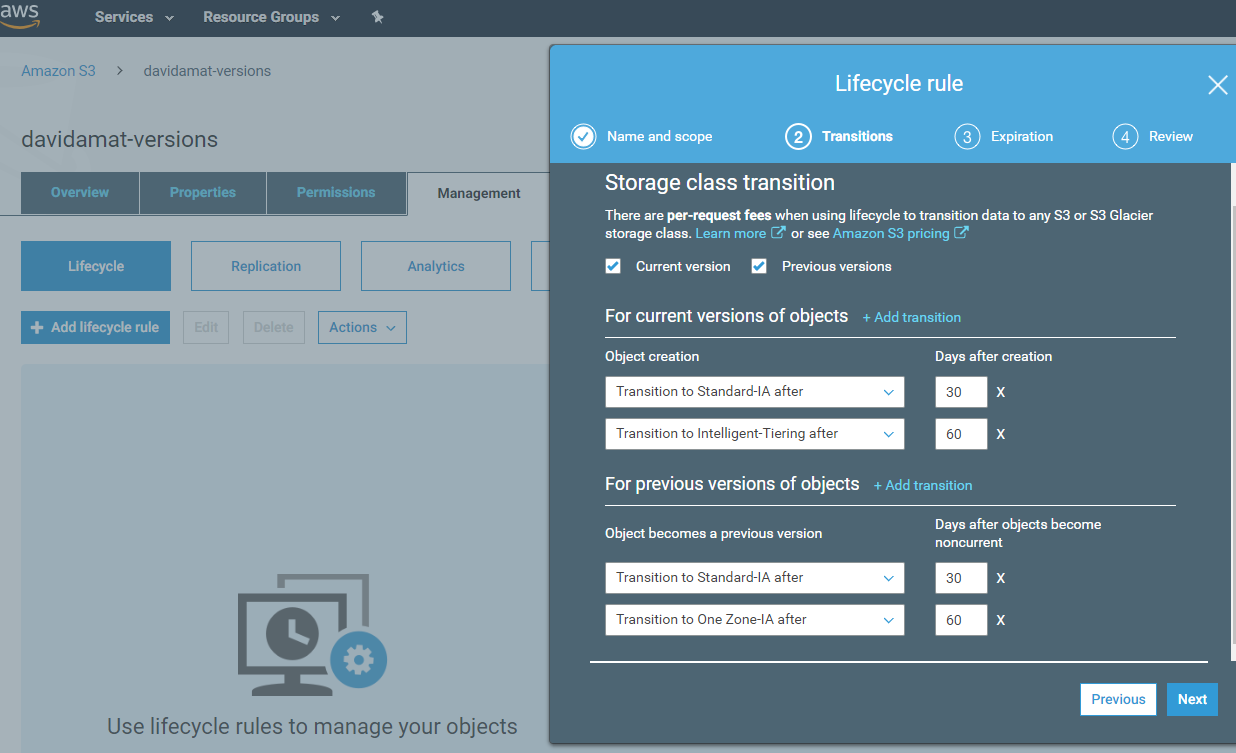 aws
Services
Resource Groups
Amazon S3 > davidamat-versions
davidamat-versions
Overview
Properties
Permissions
Management
Lifecycle
Replication
Analytics
+ Add lifecycle rule
Edit
Delete
Actions
Use lifecycle rules to manage your objects
Lifecycle rule
Name and scope
2 Transitions
3 Expiration
4 Review
Storage class transition
There are per-request fees when using lifecycle to transition data to any S3 or S3 Glacier
storage class. Learn more or see Amazon S3 pricing
Current version
Previous versions
For current versions of objects + Add transition
Object creation Days after creation
Transition to Standard-IA after 30 X
Transition to Intelligent-Tiering after 60 X
For previous versions of objects + Add transition
Object becomes a previous version
Days after objects become
noncurrent
Transition to Standard-IA after 30 X
Transition to One Zone-IA after 60 X
Previous
Next